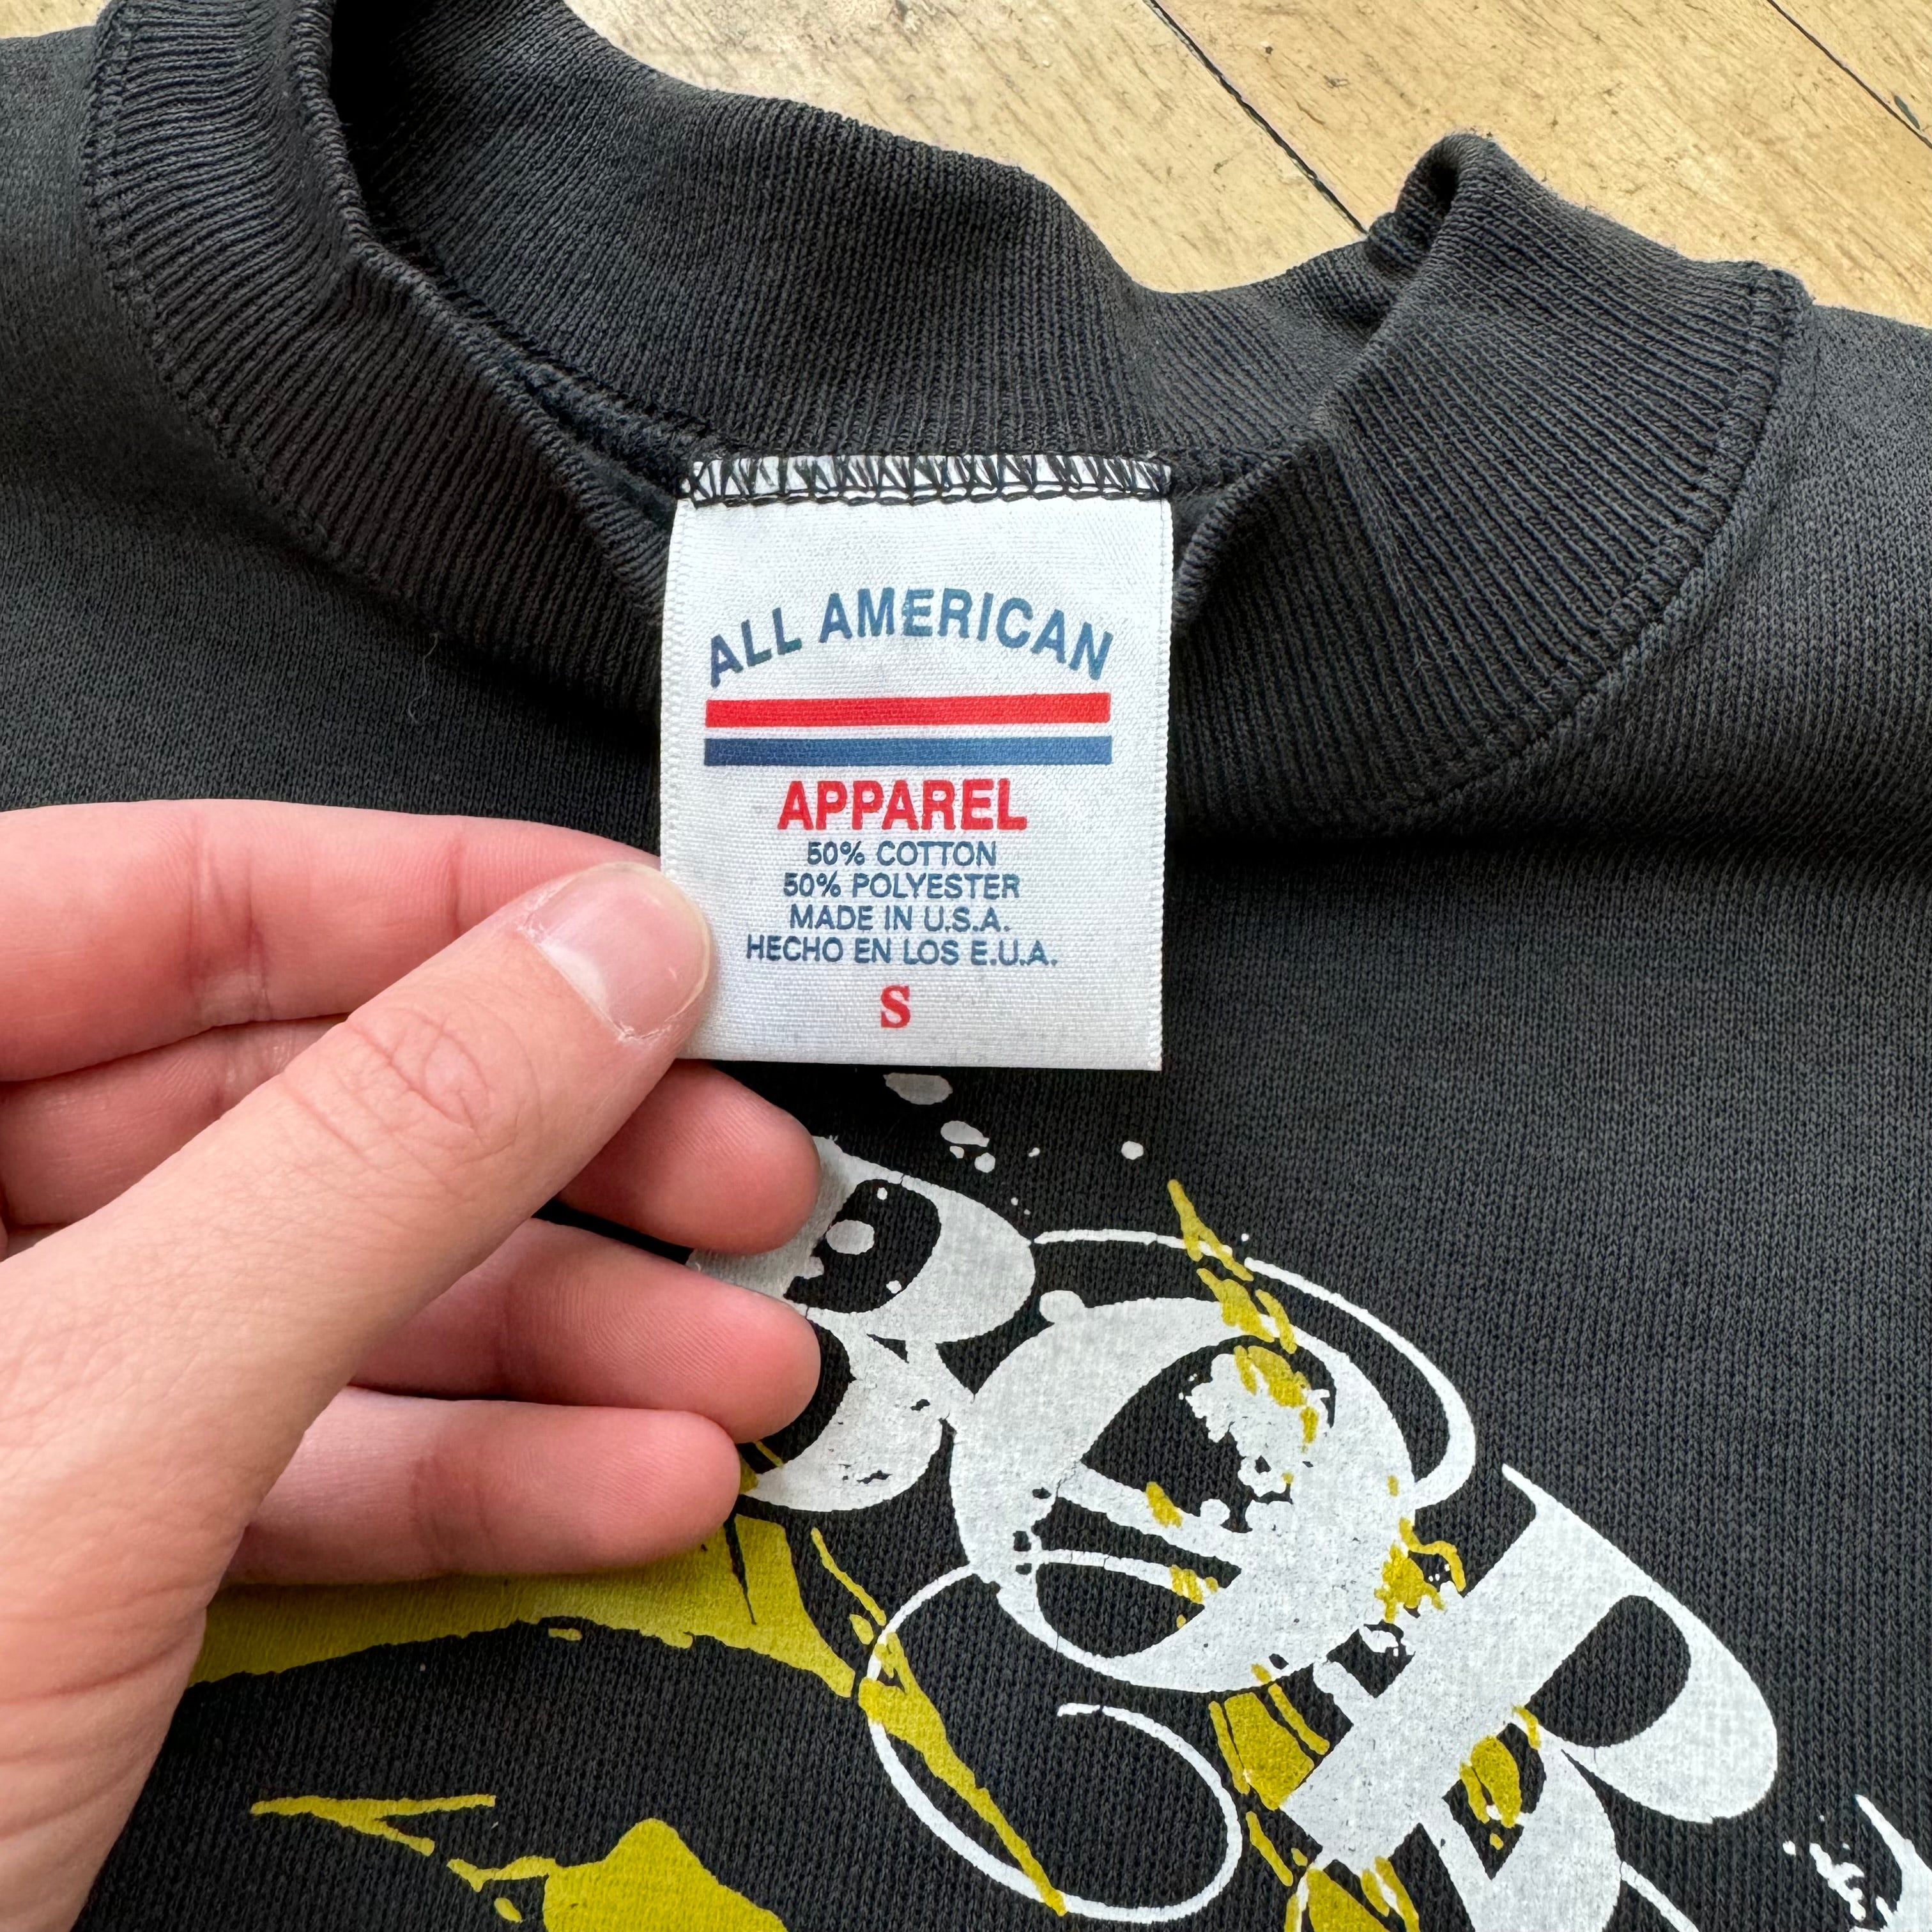 ALL AMERICAN
APPAREL
50% COTTON
50% POLYESTER
MADE IN U.S.A.
HECHO EN LOS E.U.A.
S